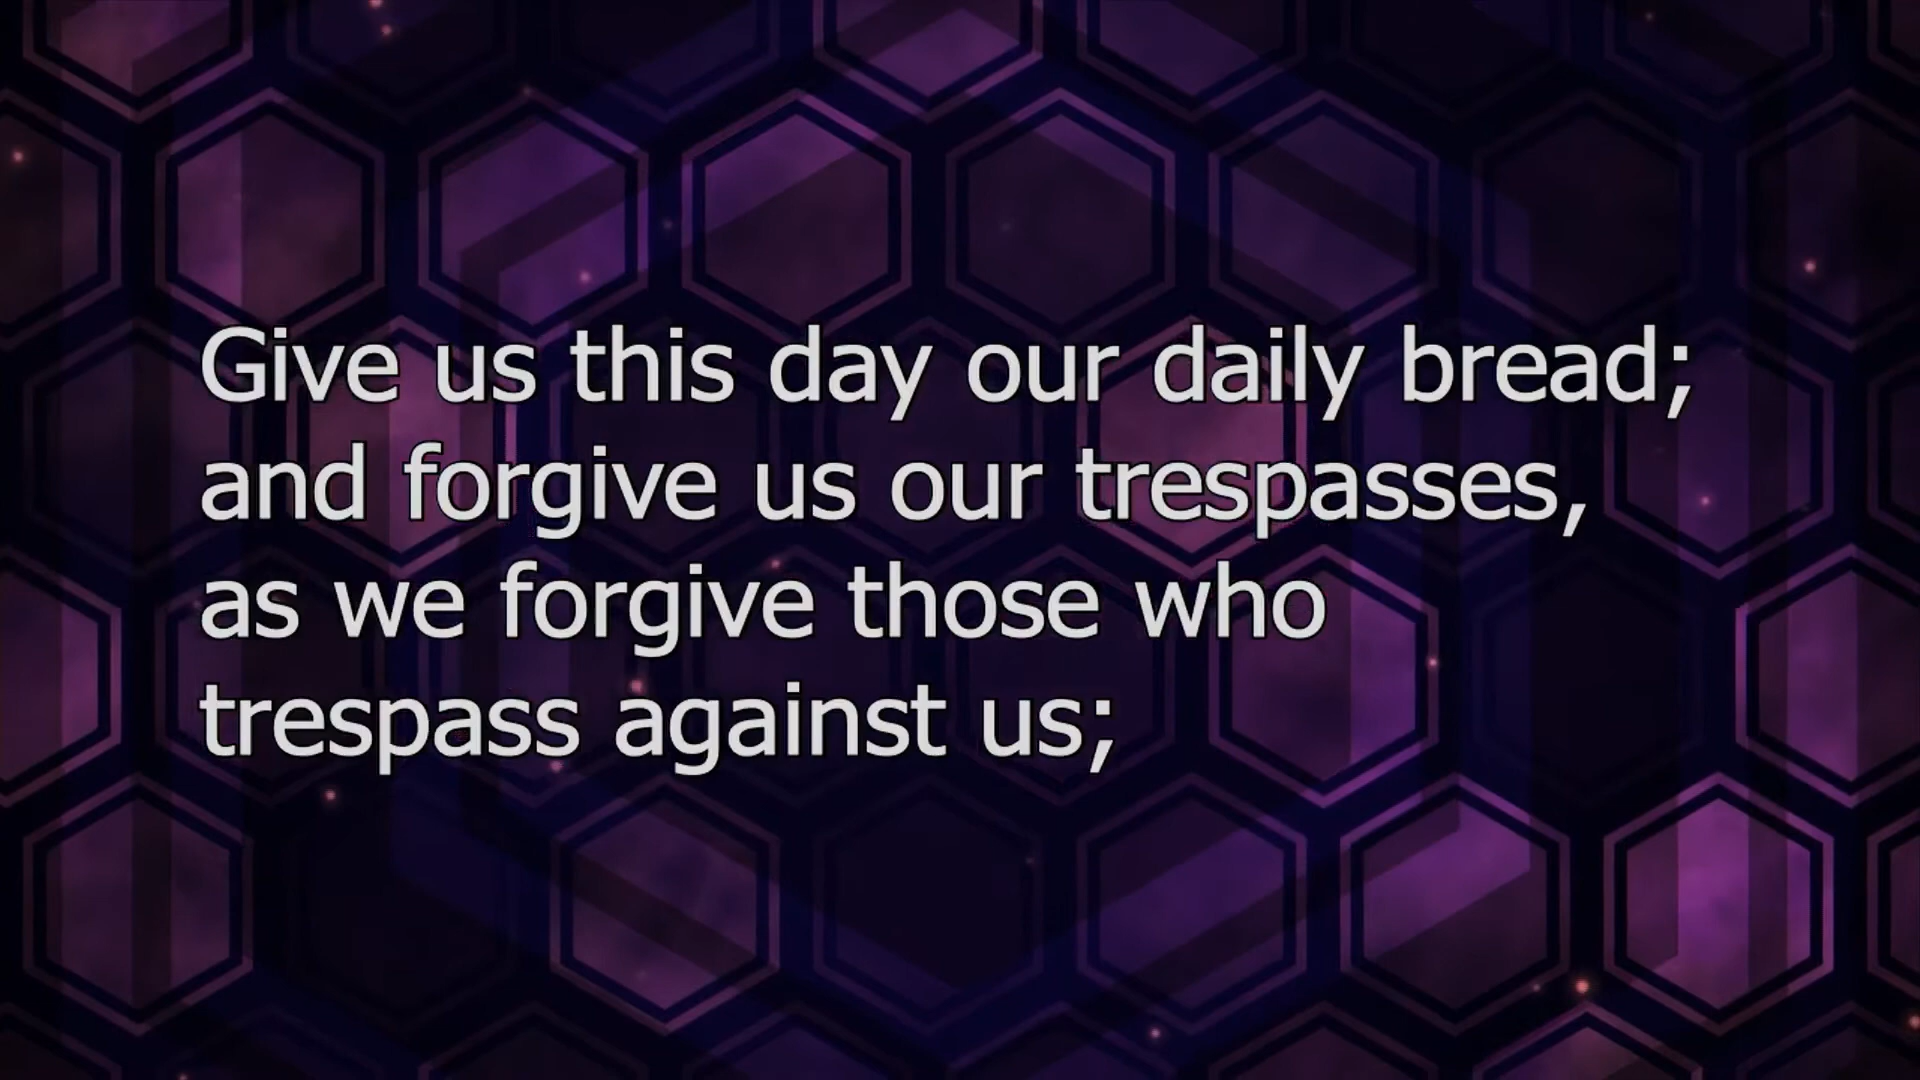 Give us this day our daily bread;
and forgive us our trespasses,
as we forgive those who
trespass against us;